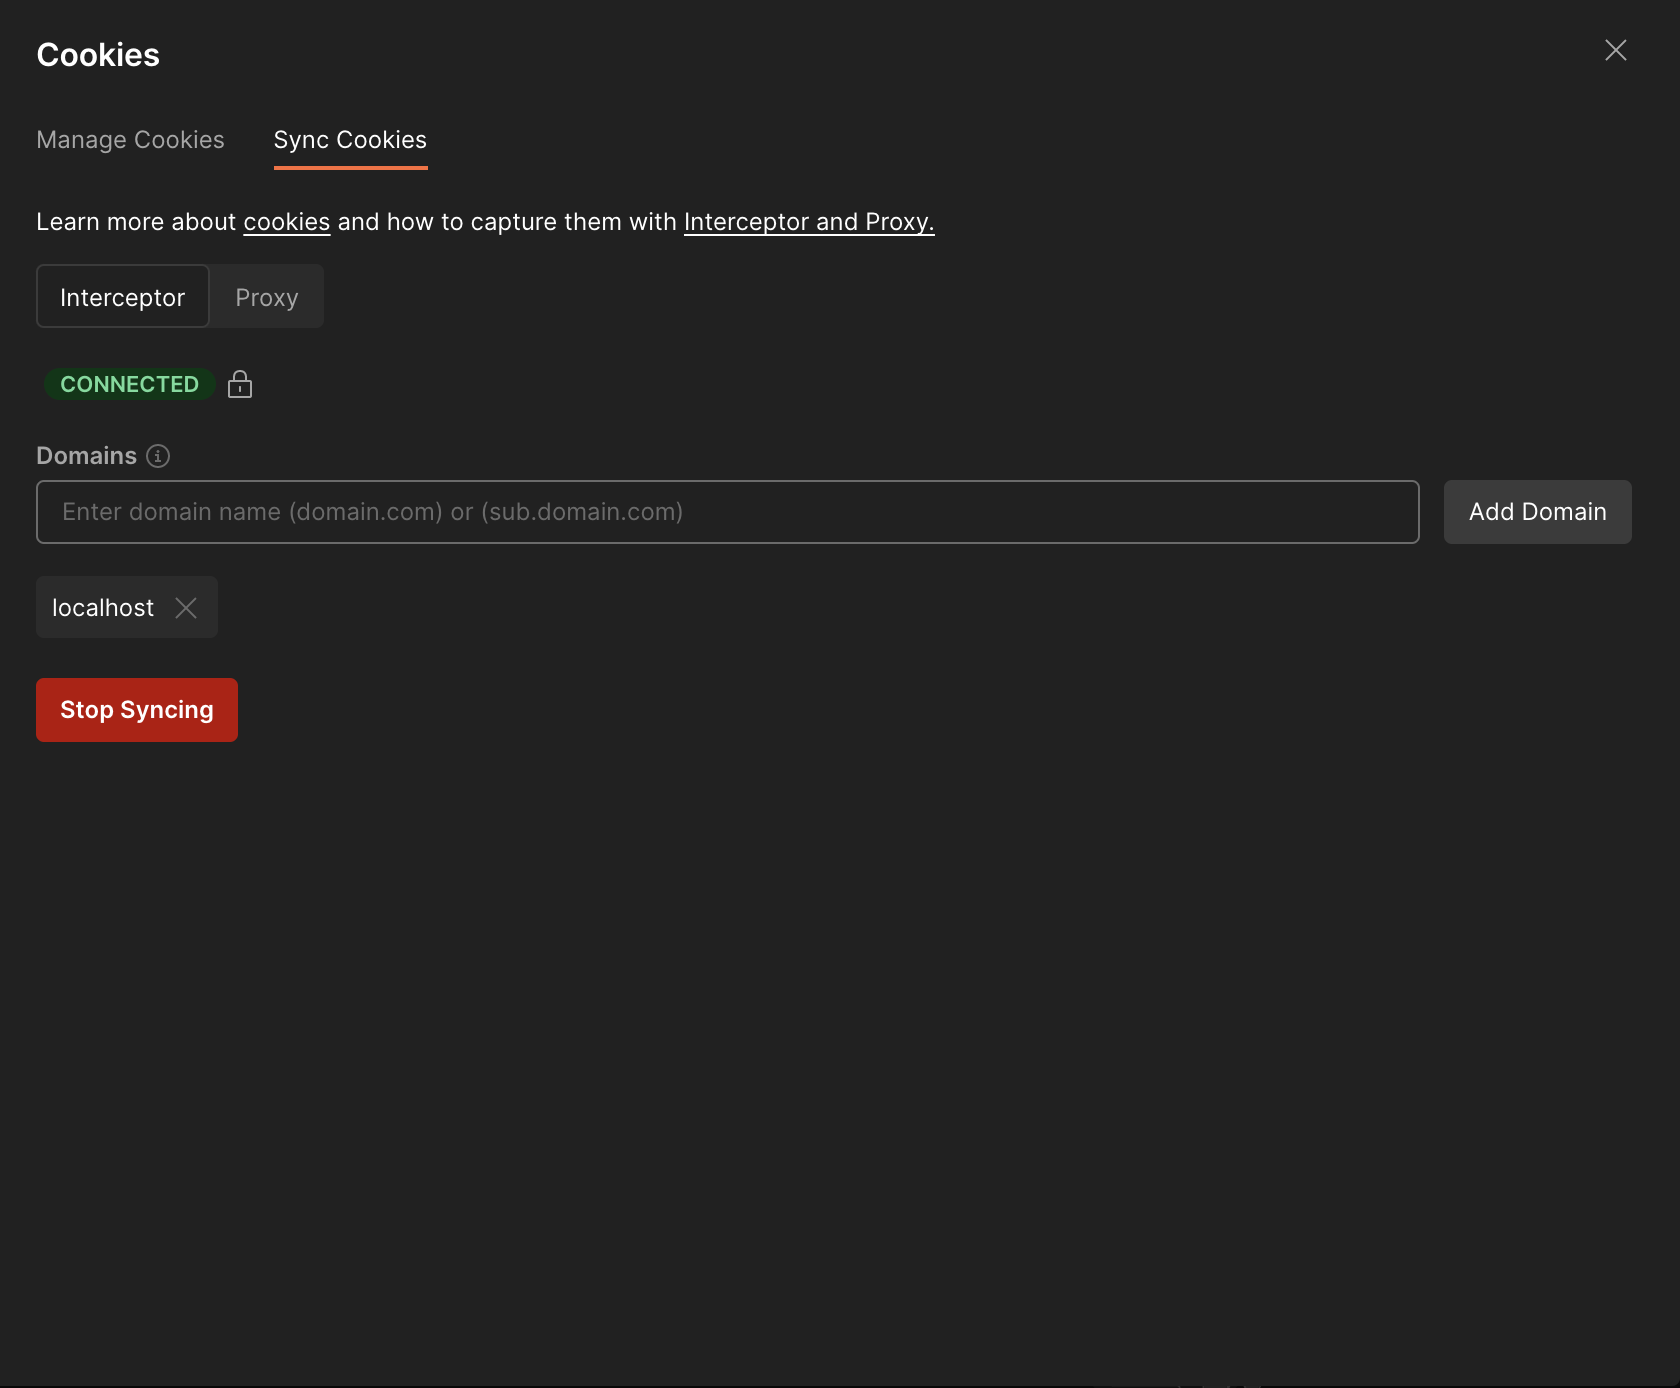 Cookies
Manage Cookies Sync Cookies
Learn more about cookies and how to capture them with Interceptor and Proxy.
Interceptor Proxy
CONNECTED
Domains
Enter domain name (domain.com) or (sub.domain.com) Add Domain
localhost
Stop Syncing